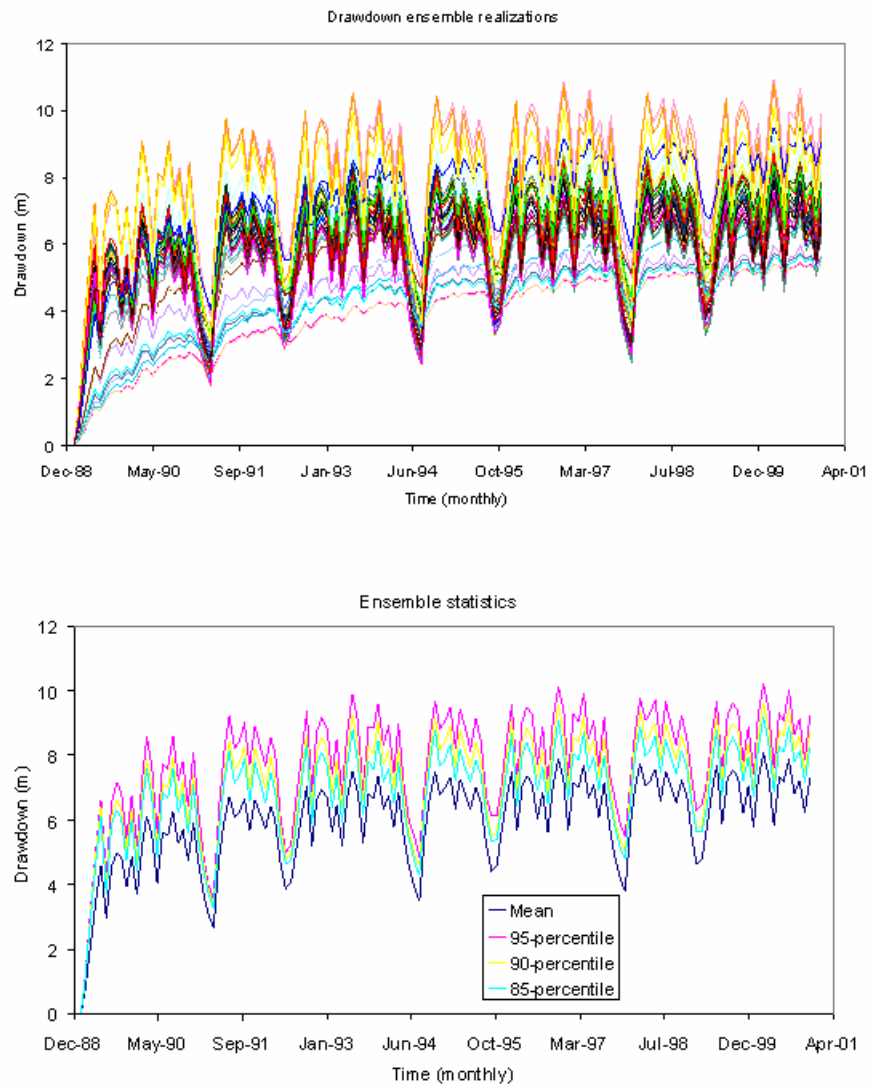 Drawdown ensemble realizations
12
10
8
6
4
2
0
Drawdown (m)
Dec-88 May-90 Sep-91 Jan-93 Jun-94 Oct-95 Mar-97 Jul-98 Dec-99 Apr-01
Time (monthly)
Ensemble statistics
12
10
8
6
4
2
0
Drawdown (m)
Mean
95-percentile
90-percentile
85-percentile
Dec-88 May-90 Sep-91 Jan-93 Jun-94 Oct-95 Mar-97 Jul-98 Dec-99 Apr-01
Time (monthly)